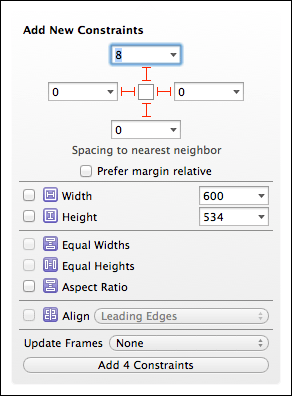 Add New Constraints
8
0 0
0
Spacing to nearest neighbor
Prefer margin relative
Width 600
Height 534
Equal Widths
Equal Heights
Aspect Ratio
Align Leading Edges
Update Frames None
Add 4 Constraints